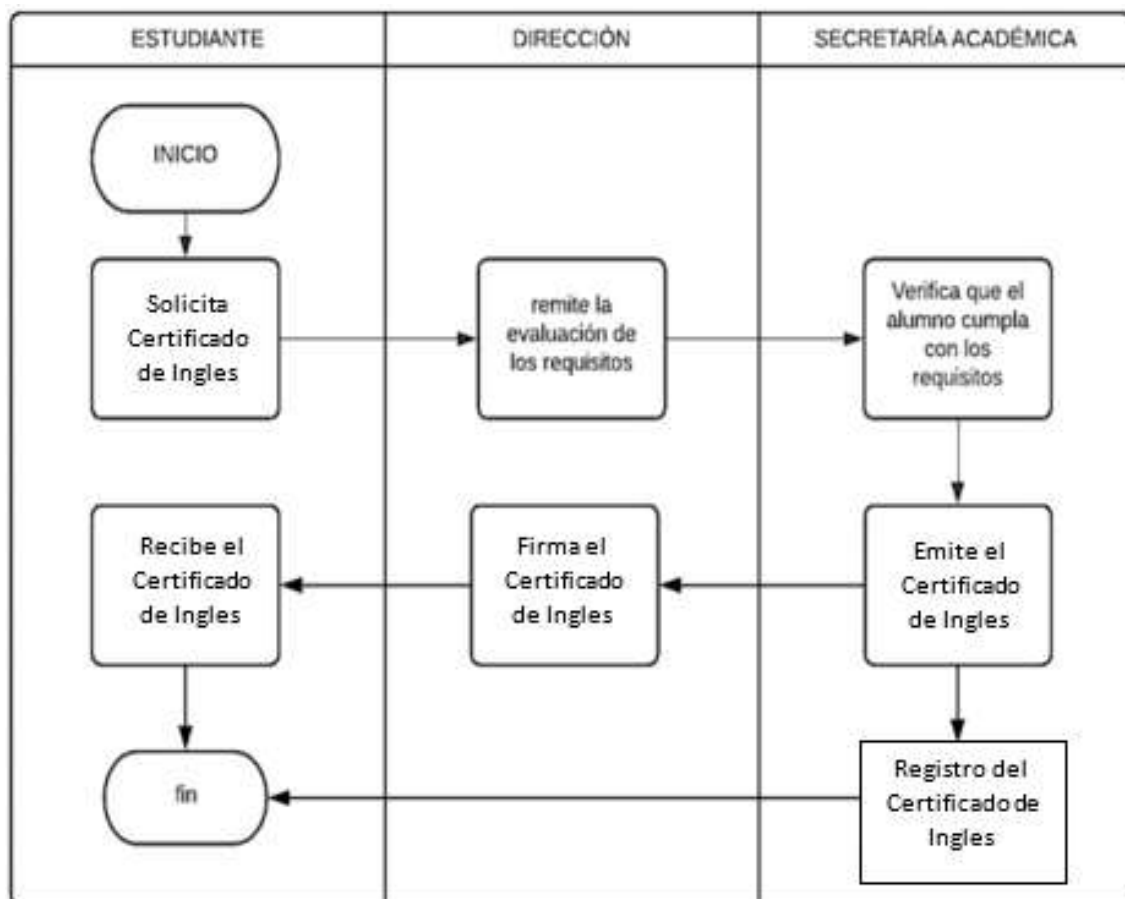 ESTUDIANTE
DIRECCIÓN
SECRETARÍA ACADÉMICA
INICIO
Solicita
Certificado
de Ingles
remite la
evaluación de
los requisitos
Verifica que el
alumno cumpla
con los
requisitos
Recibe el
Certificado
de Ingles
Firma el
Certificado
de Ingles
Emite el
Certificado
de Ingles
fin
Registro del
Certificado de
Ingles